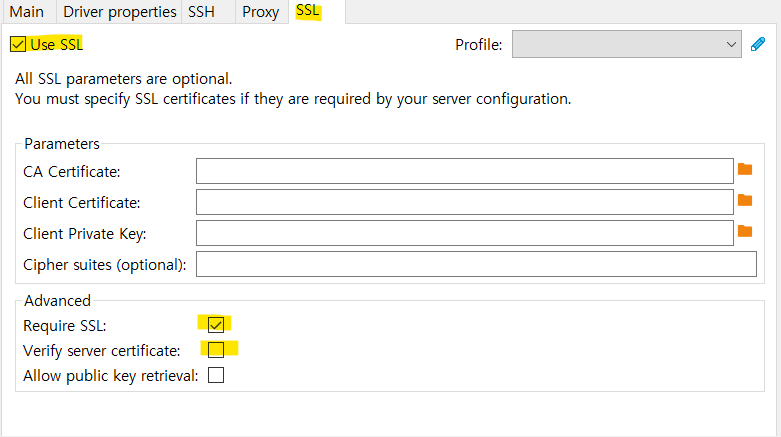 Main Driver properties SSH Proxy SSL
Use SSL Profile:
All SSL parameters are optional.
You must specify SSL certificates if they are required by your server configuration.
Parameters
CA Certificate:
Client Certificate:
Client Private Key:
Cipher suites (optional):
Advanced
Require SSL:
Verify server certificate:
Allow public key retrieval: